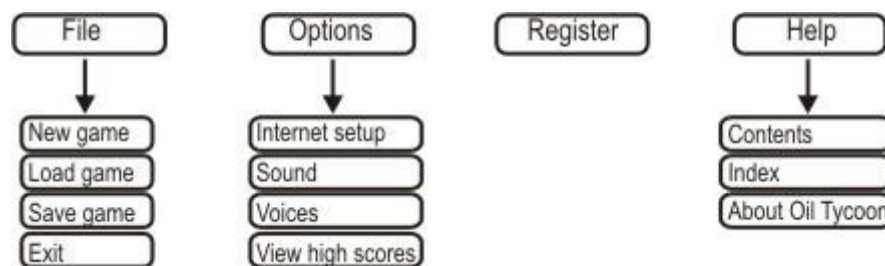 File
Options
Register
Help
New game
Load game
Save game
Exit
Internet setup
Sound
Voices
View high scores
Contents
Index
About Oil Tycoon